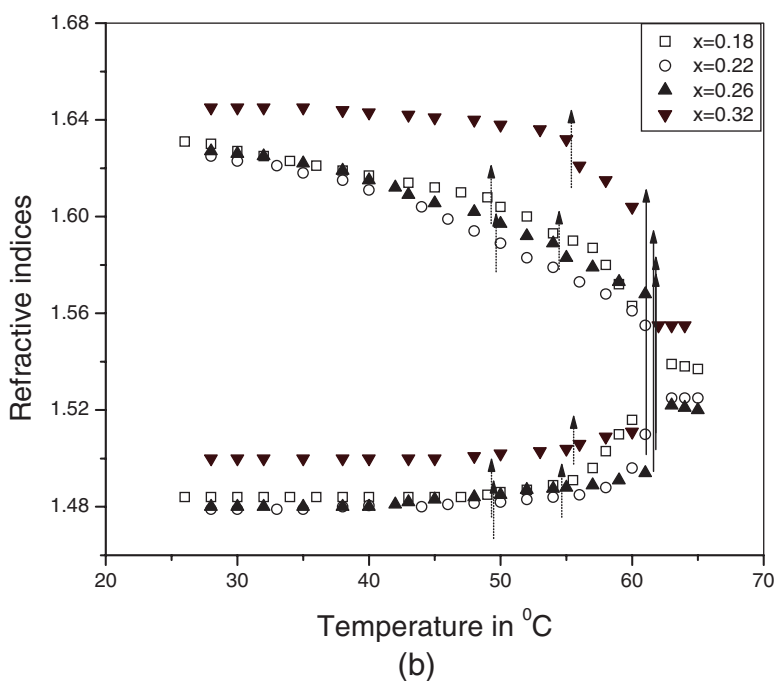 1.68
1.64
1.60
1.56
1.52
1.48
Refractive indices
x=0.18
x=0.22
x=0.26
x=0.32
20 30 40 50 60 70
Temperature in ⁰C
(b)